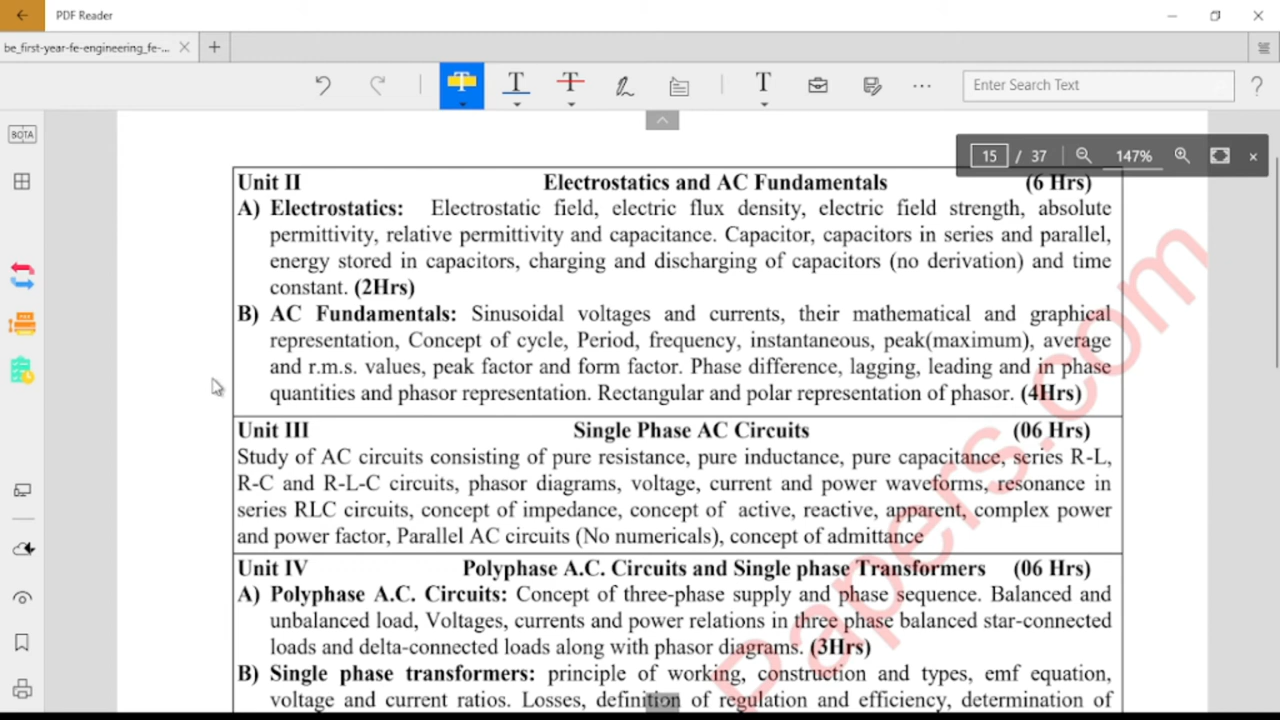 PDF Reader
be_first-year-fe-engineering_fe-...
Enter Search Text
BOTA
15 / 37 147%
Unit II Electrostatics and AC Fundamentals (6 Hrs)
A) Electrostatics: Electrostatic field, electric flux density, electric field strength, absolute
permittivity, relative permittivity and capacitance. Capacitor, capacitors in series and parallel,
energy stored in capacitors, charging and discharging of capacitors (no derivation) and time
constant. (2Hrs)
B) AC Fundamentals: Sinusoidal voltages and currents, their mathematical and graphical
representation, Concept of cycle, Period, frequency, instantaneous, peak(maximum), average
and r.m.s. values, peak factor and form factor. Phase difference, lagging, leading and in phase
quantities and phasor representation. Rectangular and polar representation of phasor. (4Hrs)
Unit III Single Phase AC Circuits (06 Hrs)
Study of AC circuits consisting of pure resistance, pure inductance, pure capacitance, series R-L,
R-C and R-L-C circuits, phasor diagrams, voltage, current and power waveforms, resonance in
series RLC circuits, concept of impedance, concept of active, reactive, apparent, complex power
and power factor, Parallel AC circuits (No numericals), concept of admittance
Unit IV Polyphase A.C. Circuits and Single phase Transformers (06 Hrs)
A) Polyphase A.C. Circuits: Concept of three-phase supply and phase sequence. Balanced and
unbalanced load, Voltages, currents and power relations in three phase balanced star-connected
loads and delta-connected loads along with phasor diagrams. (3Hrs)
B) Single phase transformers: principle of working, construction and types, emf equation,
voltage and current ratios. Losses, definition of regulation and efficiency, determination of
Papers.com